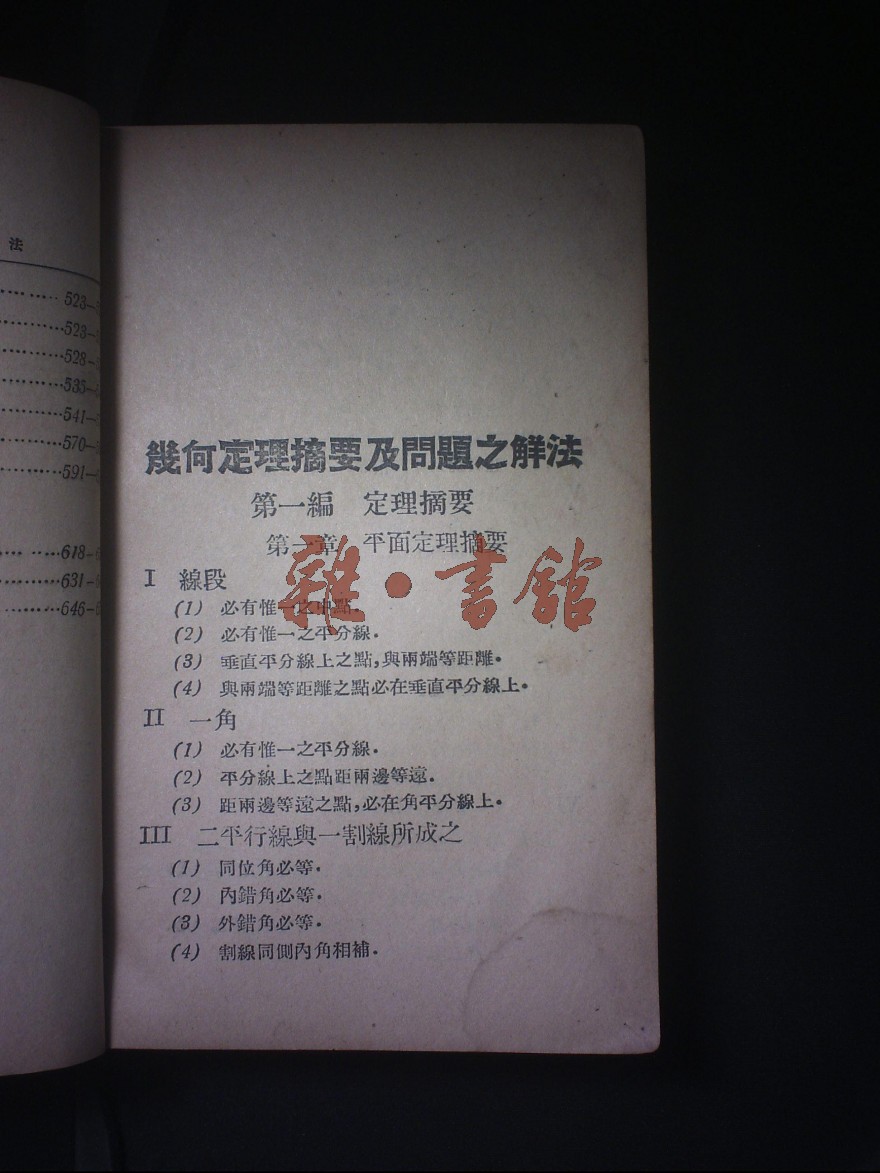 法
523-
523-
528-
535-
541-
570-
591-
618-
631-
646-
幾何定理摘要及問題之解法
第一編 定理摘要
第一章 平面定理摘要
雜·書館
I 線段
(1) 必有惟一之中點.
(2) 必有惟一之平分線.
(3) 垂直平分線上之點,與兩端等距離.
(4) 與兩端等距離之點必在垂直平分線上.
II 一角
(1) 必有惟一之平分線.
(2) 平分線上之點距兩邊等遠.
(3) 距兩邊等遠之點,必在角平分線上.
III 二平行線與一割線所成之
(1) 同位角必等.
(2) 內錯角必等.
(3) 外錯角必等.
(4) 割線同側內角相補.